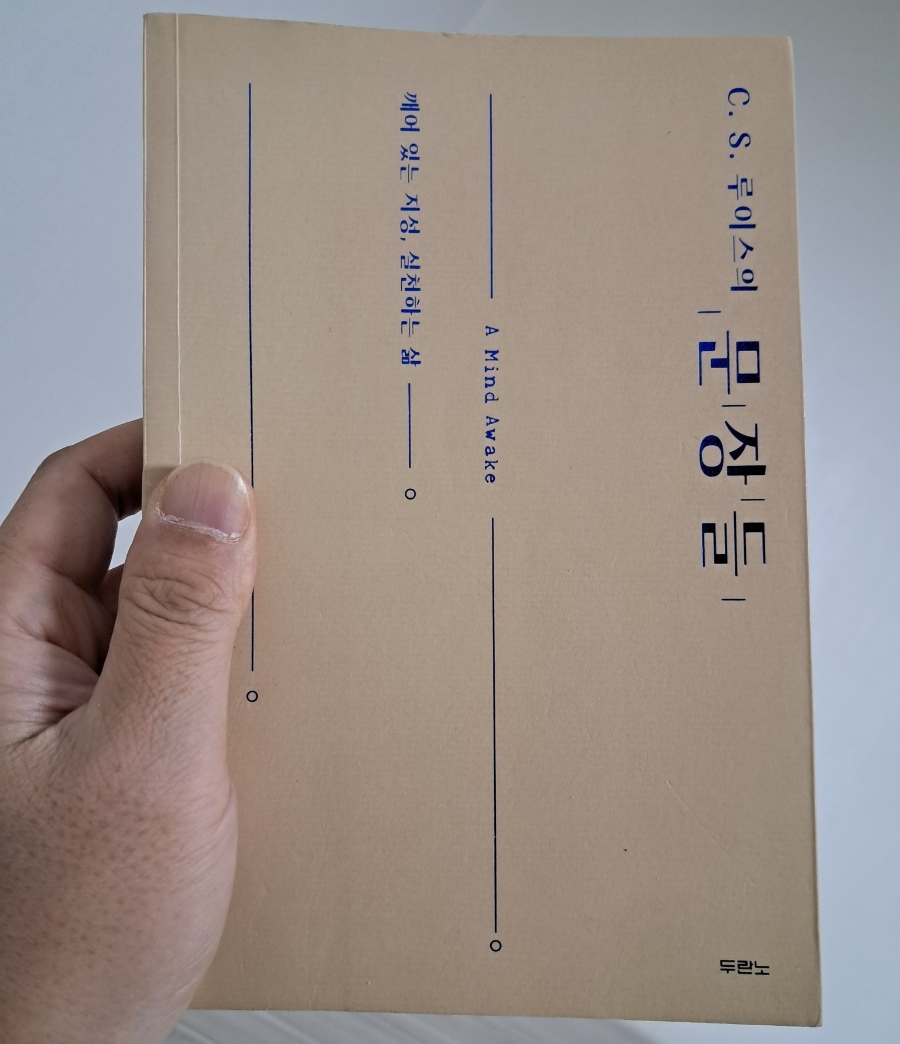 C. S. 루이스의 문장들
A Mind Awake
깨어 있는 지성, 실천하는 삶
두란노